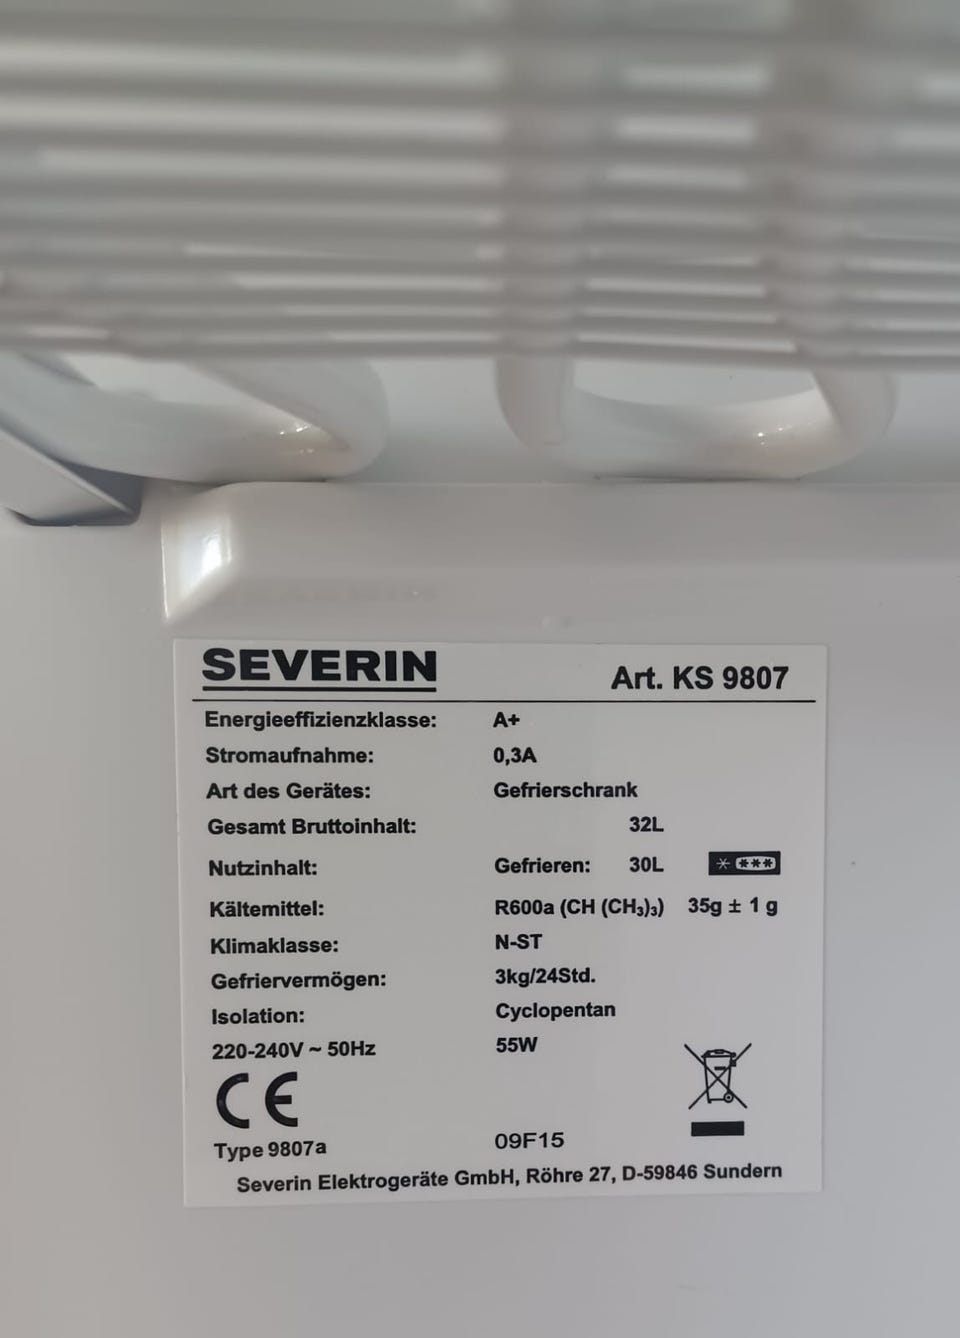 SEVERIN Art. KS 9807
Energieeffizienzklasse: A+
Stromaufnahme: 0,3A
Art des Gerätes: Gefrierschrank
Gesamt Bruttoinhalt: 32L
Nutzinhalt: Gefrieren: 30L * ***
Kältemittel: R600a (CH (CH₃)₃) 35g ± 1 g
Klimaklasse: N-ST
Gefriervermögen: 3kg/24Std.
Isolation: Cyclopentan
220-240V ~ 50Hz 55W
CE
Type 9807a 09F15
Severin Elektrogeräte GmbH, Röhre 27, D-59846 Sundern